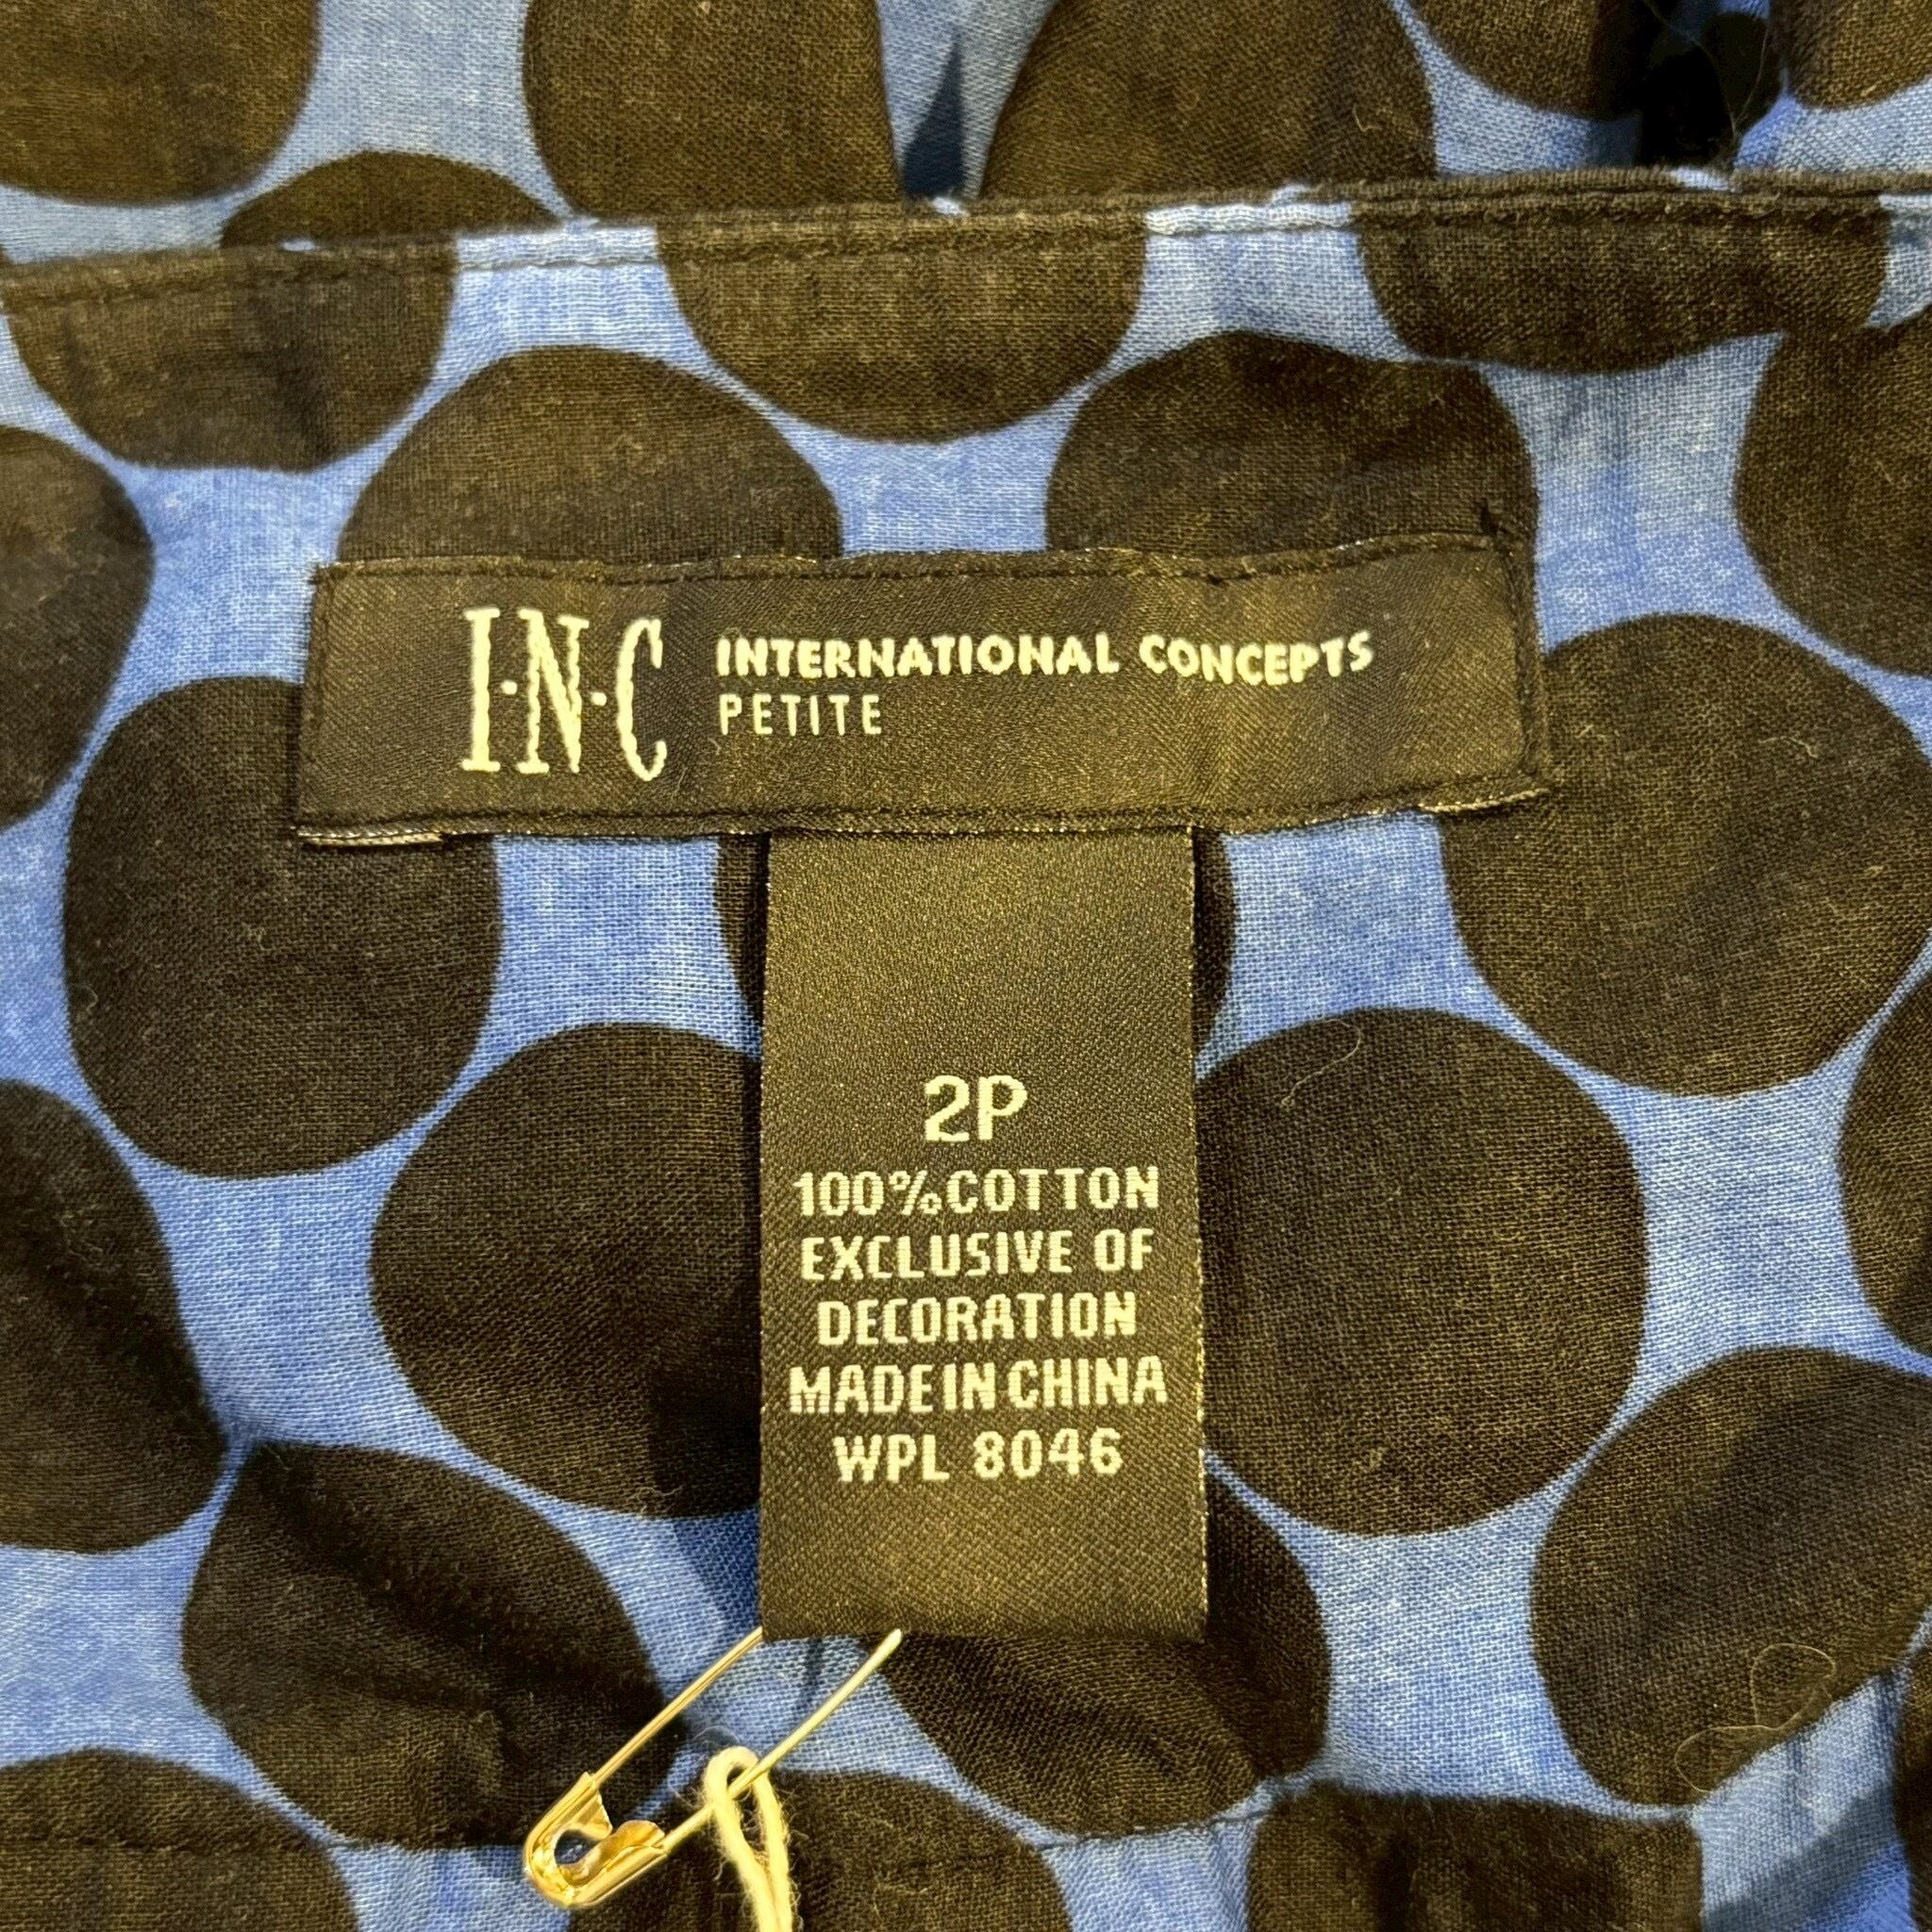 I·N·C INTERNATIONAL CONCEPTS
PETITE
2P
100% COTTON
EXCLUSIVE OF
DECORATION
MADE IN CHINA
WPL 8046